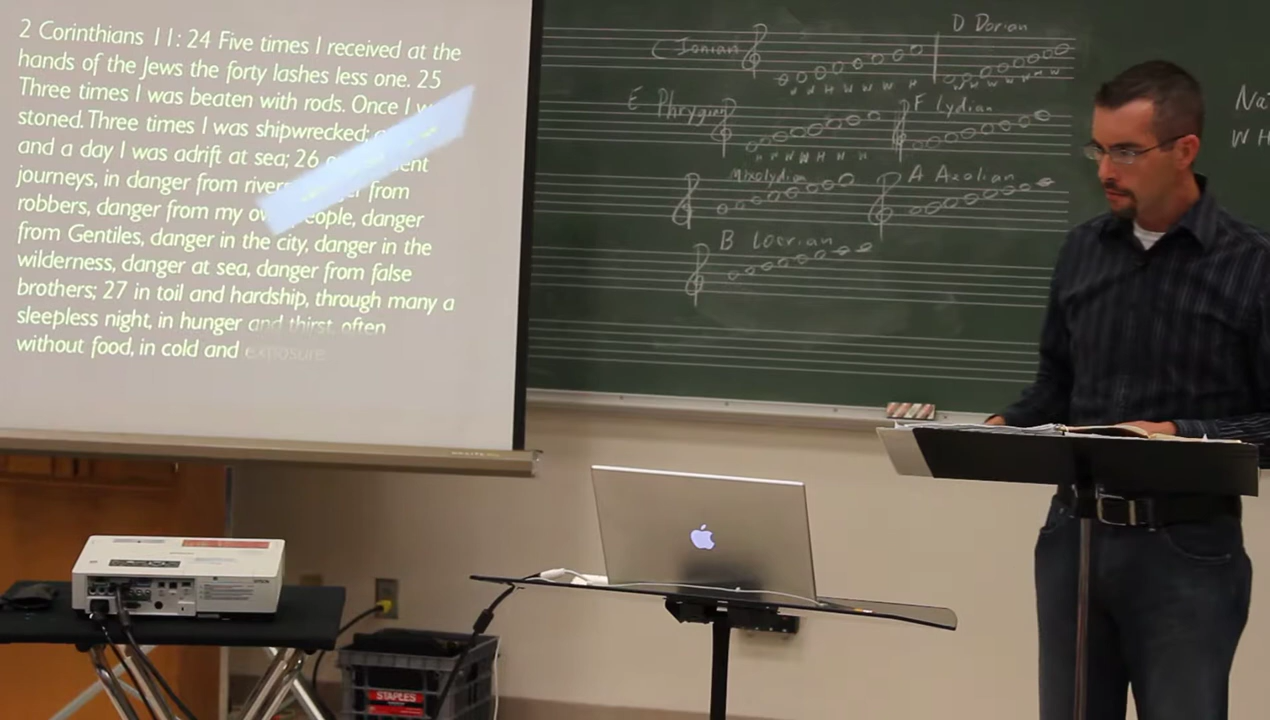 2 Corinthians 11: 24 Five times I received at the
hands of the Jews the forty lashes less one. 25
Three times I was beaten with rods. Once I
stoned. Three times I was shipwrecked;
and a day I was adrift at sea; 26
journeys, in danger from from
robbers, danger from my people, danger
from Gentiles, danger in the city, danger in the
wilderness, danger at sea, danger from false
brothers; 27 in toil and hardship, through many a
sleepless night, in hunger and thirst, often
without food, in cold and exposure
C Ionian
D Dorian
W W H W W W H
W H W W W H W
E Phrygian
F Lydian
H W W W H W W
Mixolydian
A Aeolian
B Locrian
W H
EPSON
STAPLES